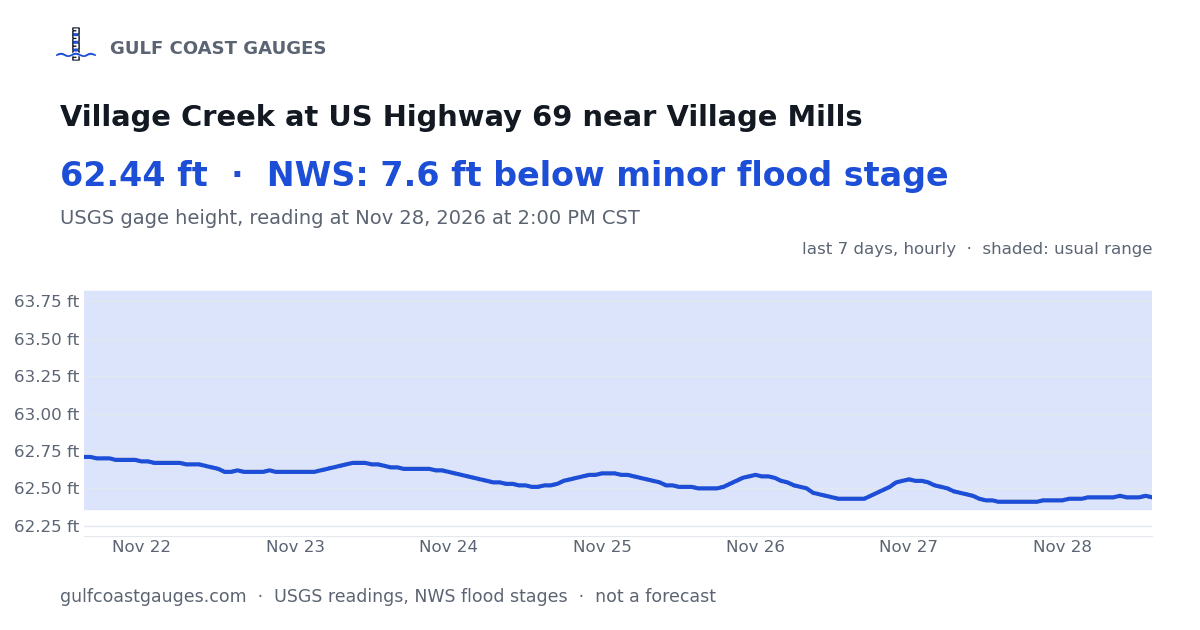 GULF COAST GAUGES
Village Creek at US Highway 69 near Village Mills
62.44 ft · NWS: 7.6 ft below minor flood stage
USGS gage height, reading at Nov 28, 2026 at 2:00 PM CST
last 7 days, hourly · shaded: usual range
63.75 ft
63.50 ft
63.25 ft
63.00 ft
62.75 ft
62.50 ft
62.25 ft
Nov 22 Nov 23 Nov 24 Nov 25 Nov 26 Nov 27 Nov 28
gulfcoastgauges.com · USGS readings, NWS flood stages · not a forecast